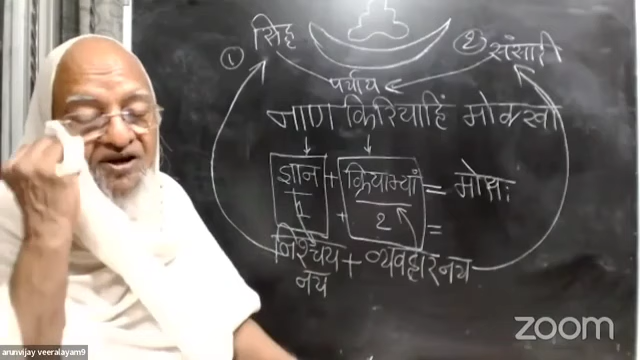 ① सिद्ध ② संसारी
पर्याय
नाण किरियाहिं मोक्खो
ज्ञान + क्रियाभ्यां = मोक्षः
1 + 2 =
निश्चय + व्यवहारनय
नय
zoom
arunvijay veeralayam9